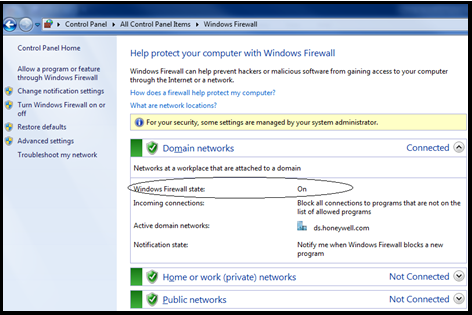 Control Panel ▸ All Control Panel Items ▸ Windows Firewall
Control Panel Home
Allow a program or feature
through Windows Firewall
Change notification settings
Turn Windows Firewall on or
off
Restore defaults
Advanced settings
Troubleshoot my network
Help protect your computer with Windows Firewall
Windows Firewall can help prevent hackers or malicious software from gaining access to your computer
through the Internet or a network.
How does a firewall help protect my computer?
What are network locations?
For your security, some settings are managed by your system administrator.
Domain networks Connected
Networks at a workplace that are attached to a domain
Windows Firewall state: On
Incoming connections: Block all connections to programs that are not on the
list of allowed programs
Active domain networks: ds.honeywell.com
Notification state: Notify me when Windows Firewall blocks a new
program
Home or work (private) networks Not Connected
Public networks Not Connected